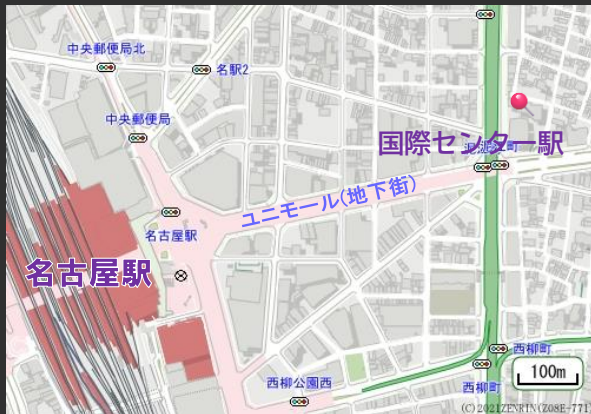 中央郵便局北
名駅2
中央郵便局
国際センター駅
ユニモール(地下街)
名古屋駅
名古屋駅
西柳町
西柳公園西
西柳町
100m
(C)2021ZENRIN(Z08E-771)